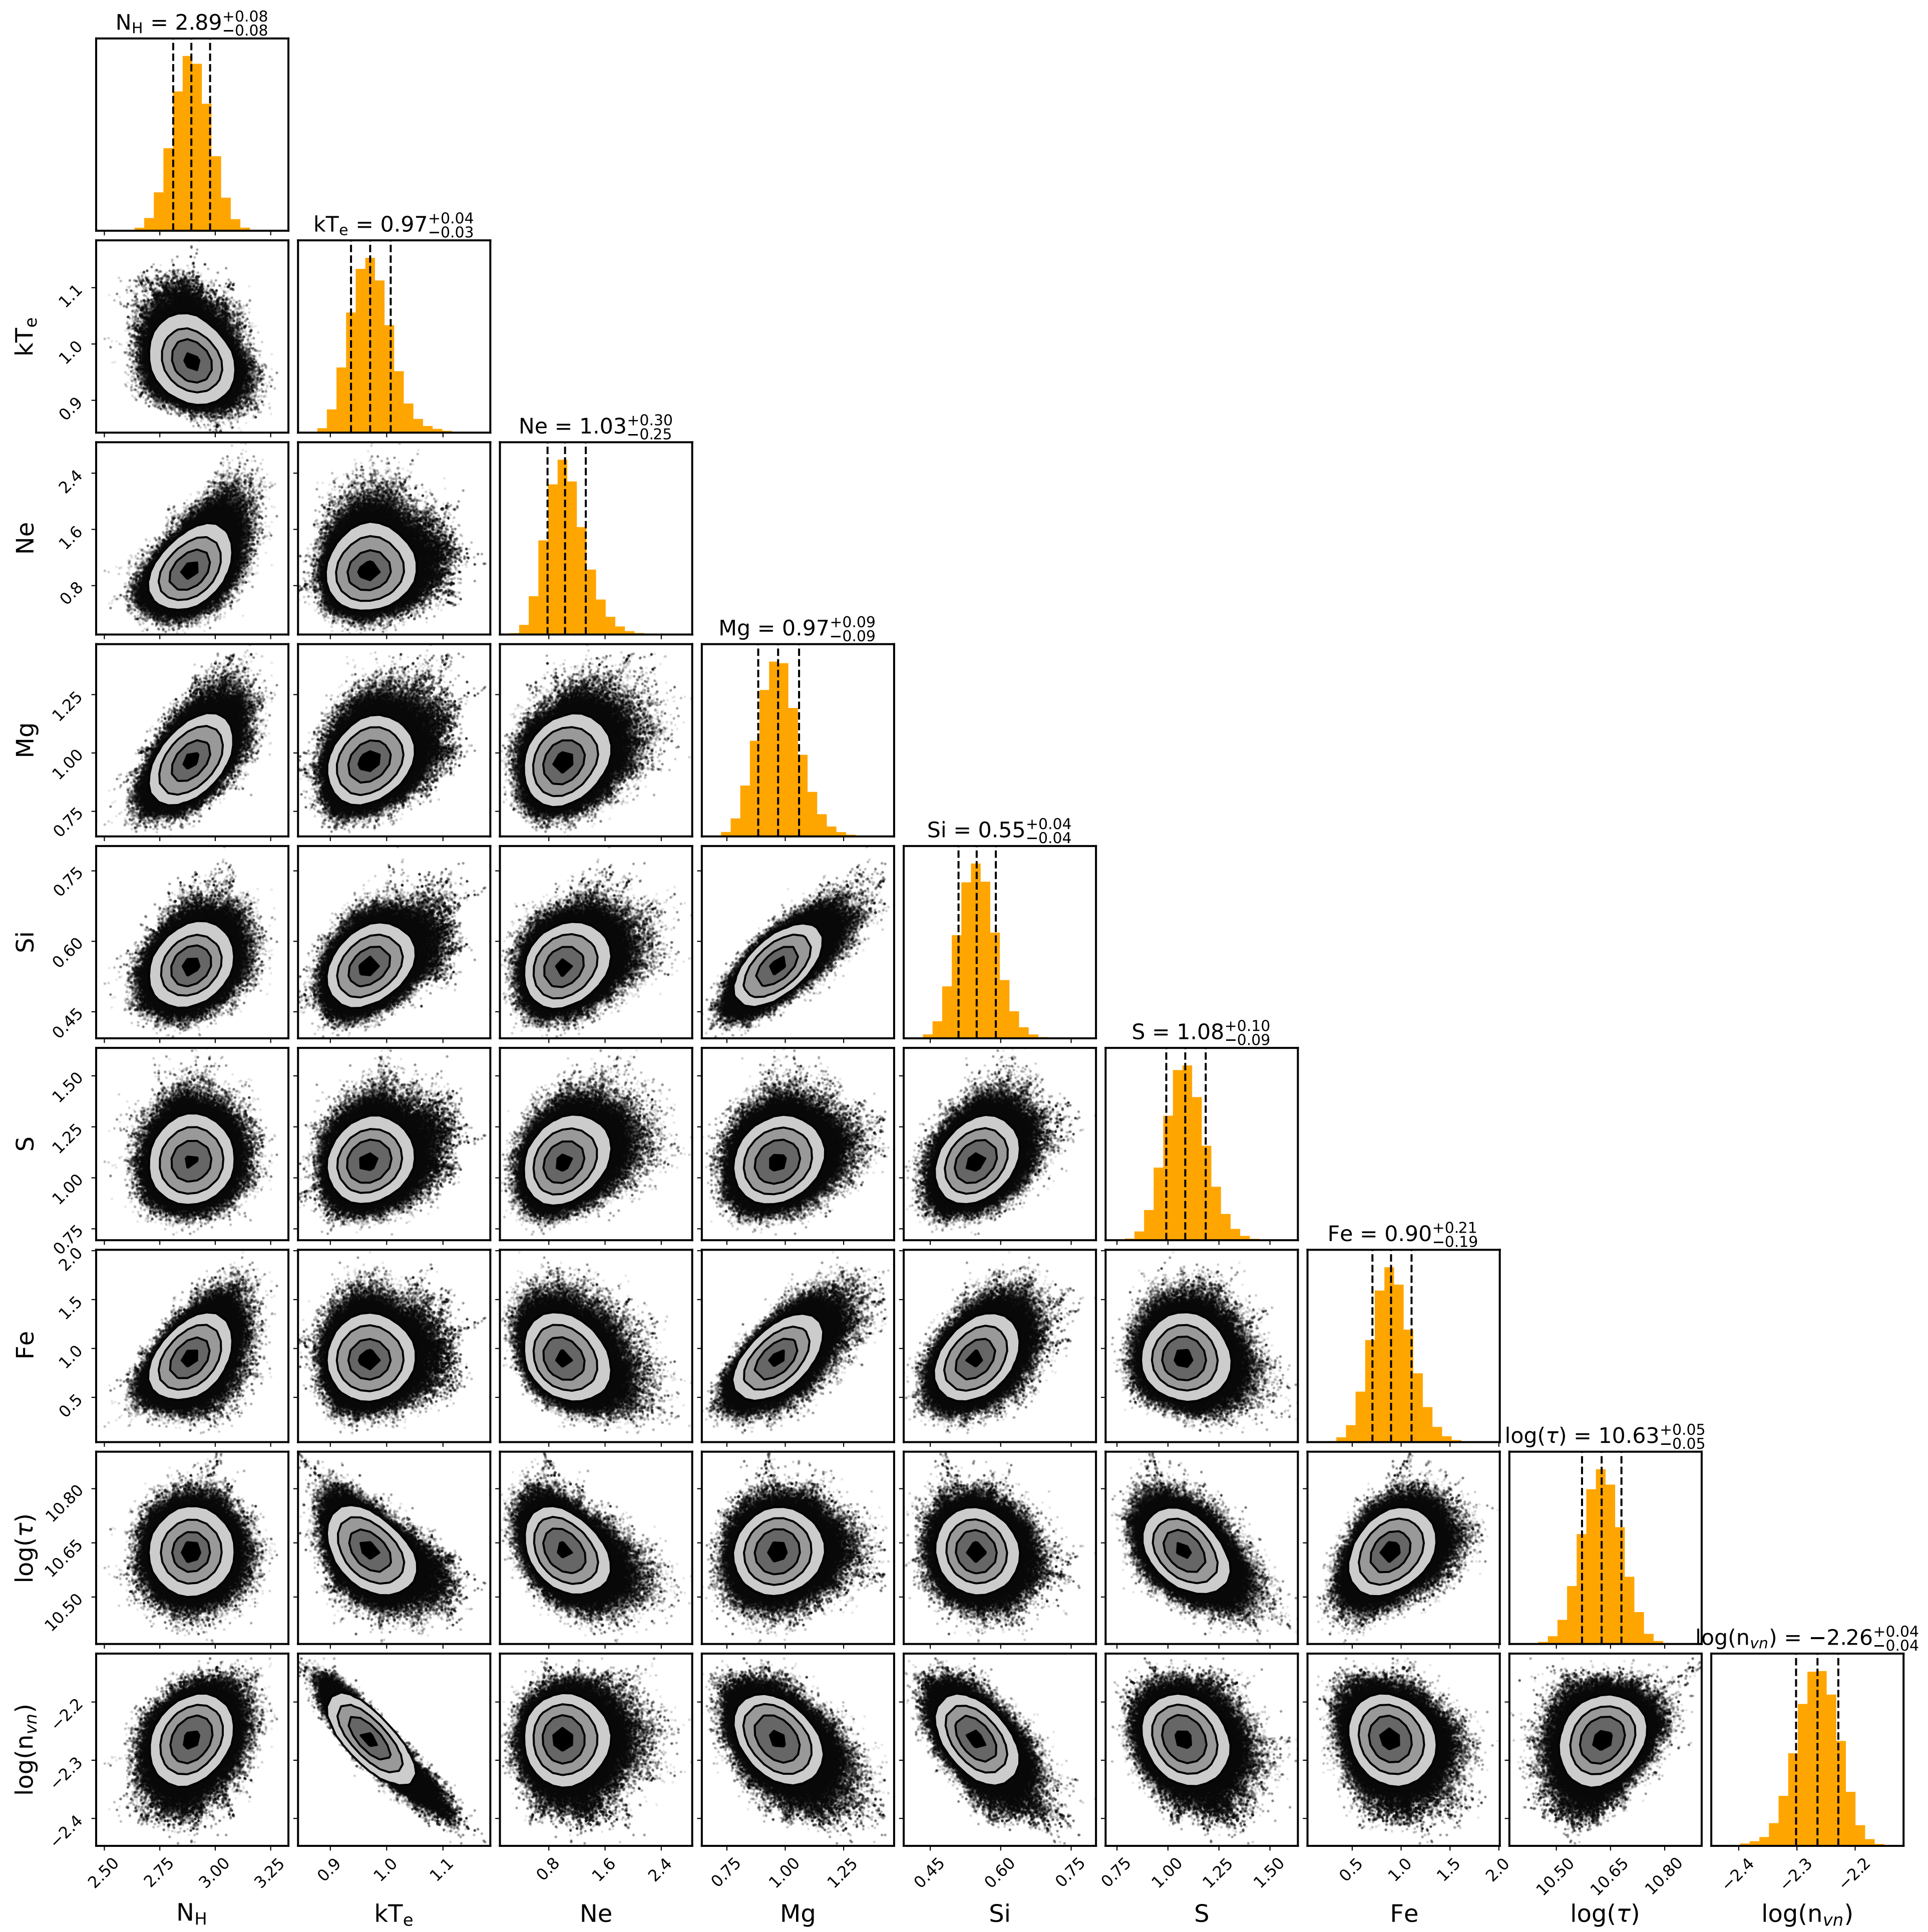 N_H = 2.89^{+0.08}_{-0.08}
kT_e = 0.97^{+0.04}_{-0.03}
kT_e
1.1
1.0
0.9
Ne = 1.03^{+0.30}_{-0.25}
Ne
2.4
1.6
0.8
Mg = 0.97^{+0.09}_{-0.09}
Mg
1.25
1.00
0.75
Si = 0.55^{+0.04}_{-0.04}
Si
0.75
0.60
0.45
S = 1.08^{+0.10}_{-0.09}
S
1.50
1.25
1.00
0.75
Fe = 0.90^{+0.21}_{-0.19}
Fe
2.0
1.5
1.0
0.5
log(τ) = 10.63^{+0.05}_{-0.05}
log(τ)
10.80
10.65
10.50
log(n_{vn}) = −2.26^{+0.04}_{-0.04}
log(n_{vn})
−2.2
−2.3
−2.4
2.50 2.75 3.00 3.25 0.9 1.0 1.1 0.8 1.6 2.4 0.75 1.00 1.25 0.45 0.60 0.75 0.75 1.00 1.25 1.50 0.5 1.0 1.5 2.0 10.50 10.65 10.80 −2.4 −2.3 −2.2
N_H kT_e Ne Mg Si S Fe log(τ) log(n_{vn})